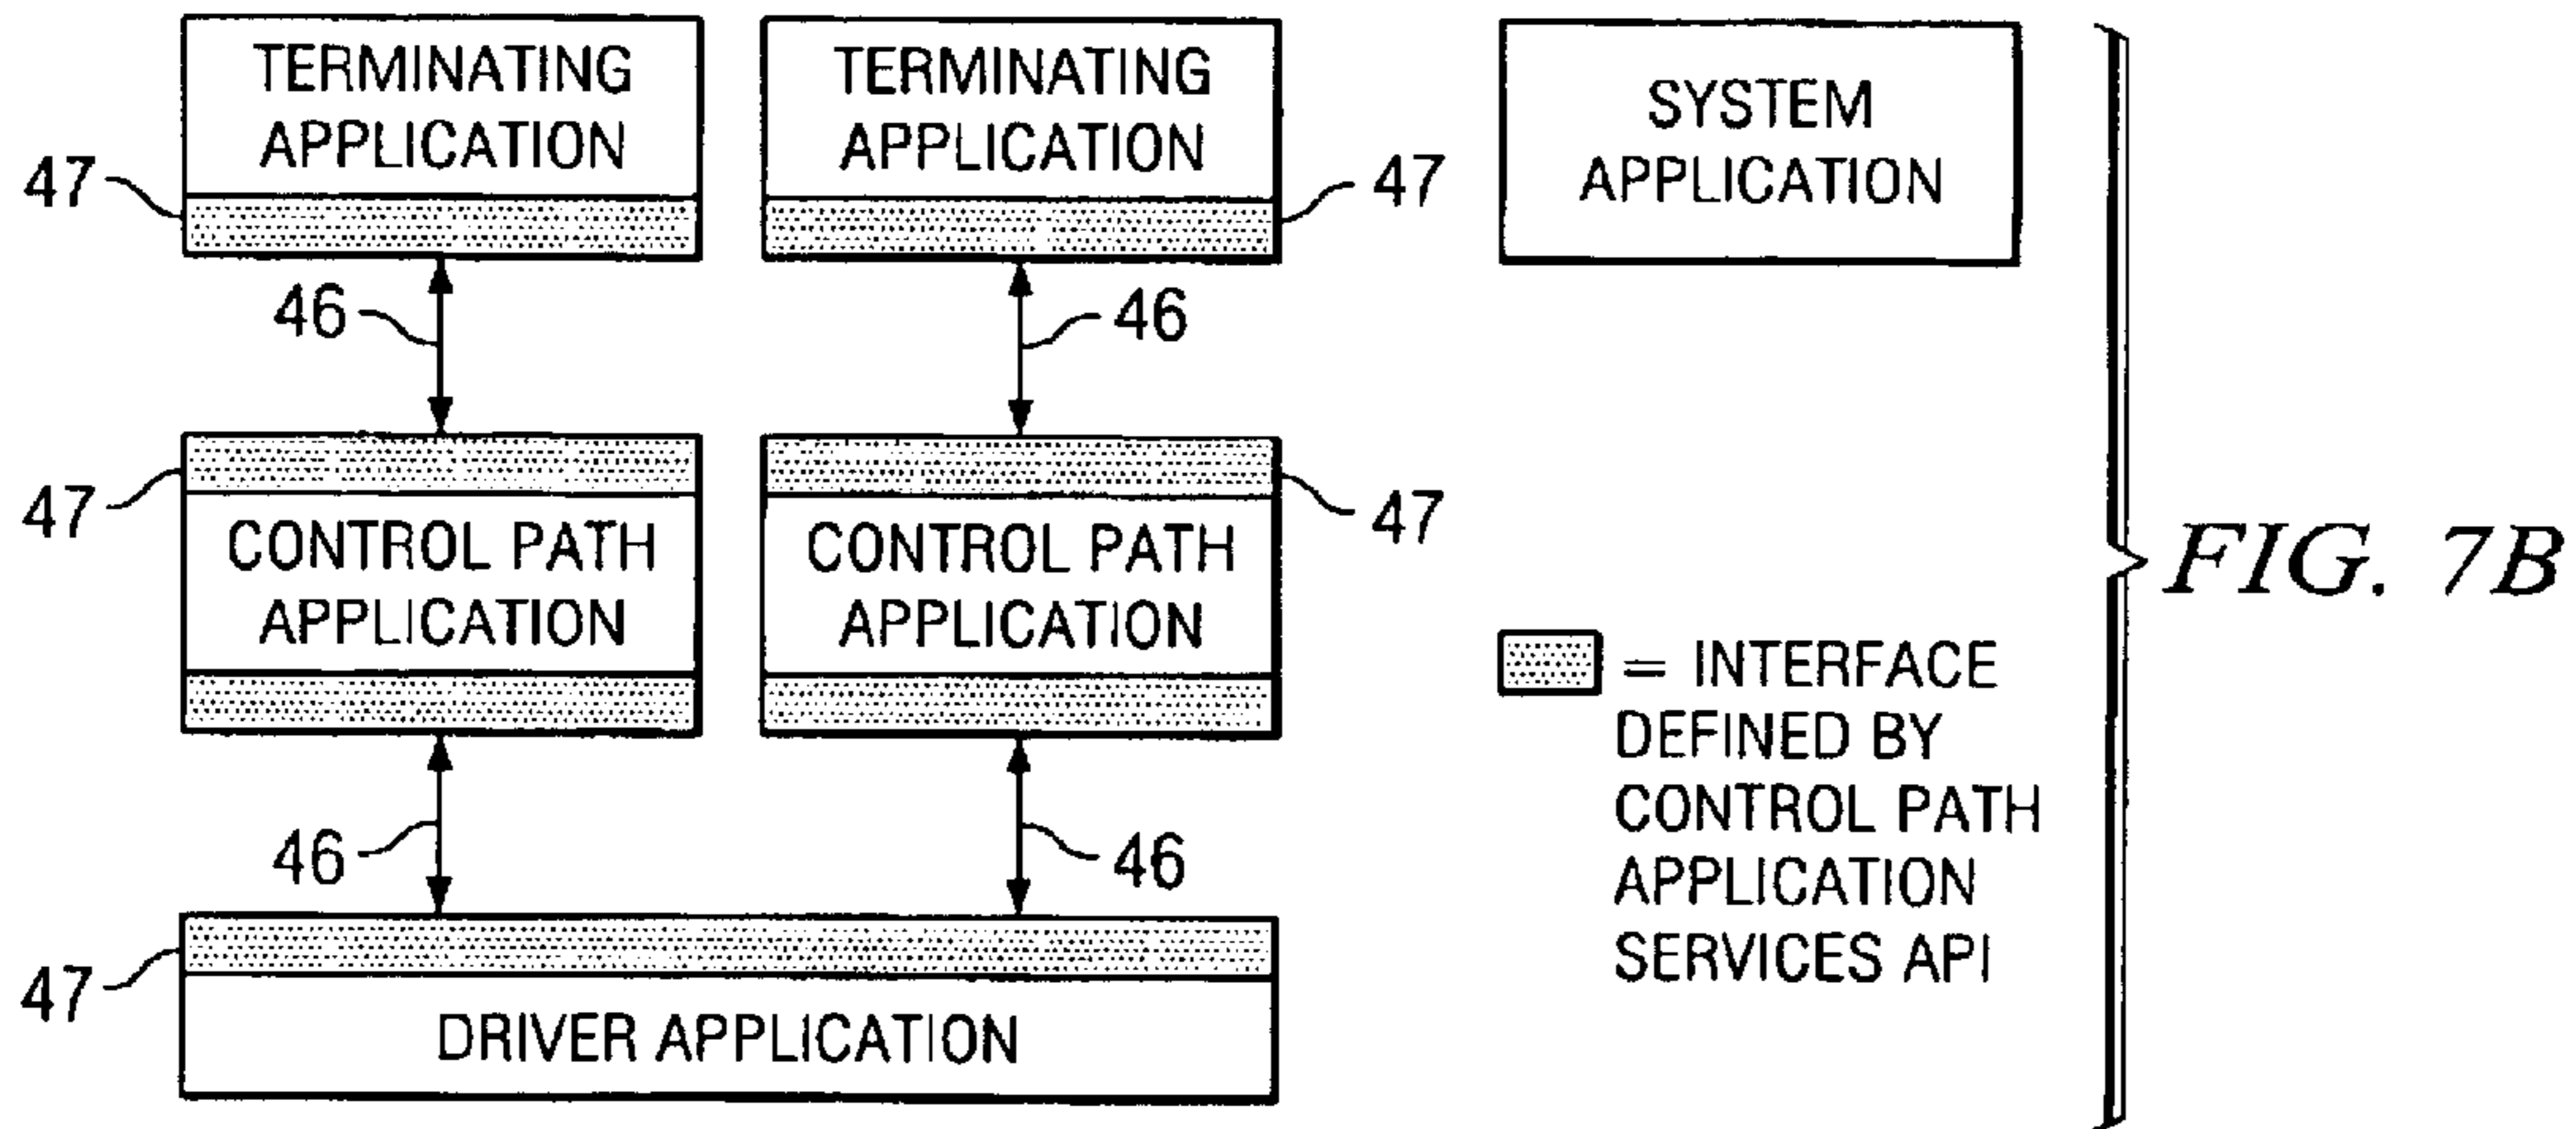 TERMINATING
APPLICATION
TERMINATING
APPLICATION
SYSTEM
APPLICATION
47
47
46
46
47
47
CONTROL PATH
APPLICATION
CONTROL PATH
APPLICATION
46
46
47
DRIVER APPLICATION
= INTERFACE
DEFINED BY
CONTROL PATH
APPLICATION
SERVICES API
FIG. 7B